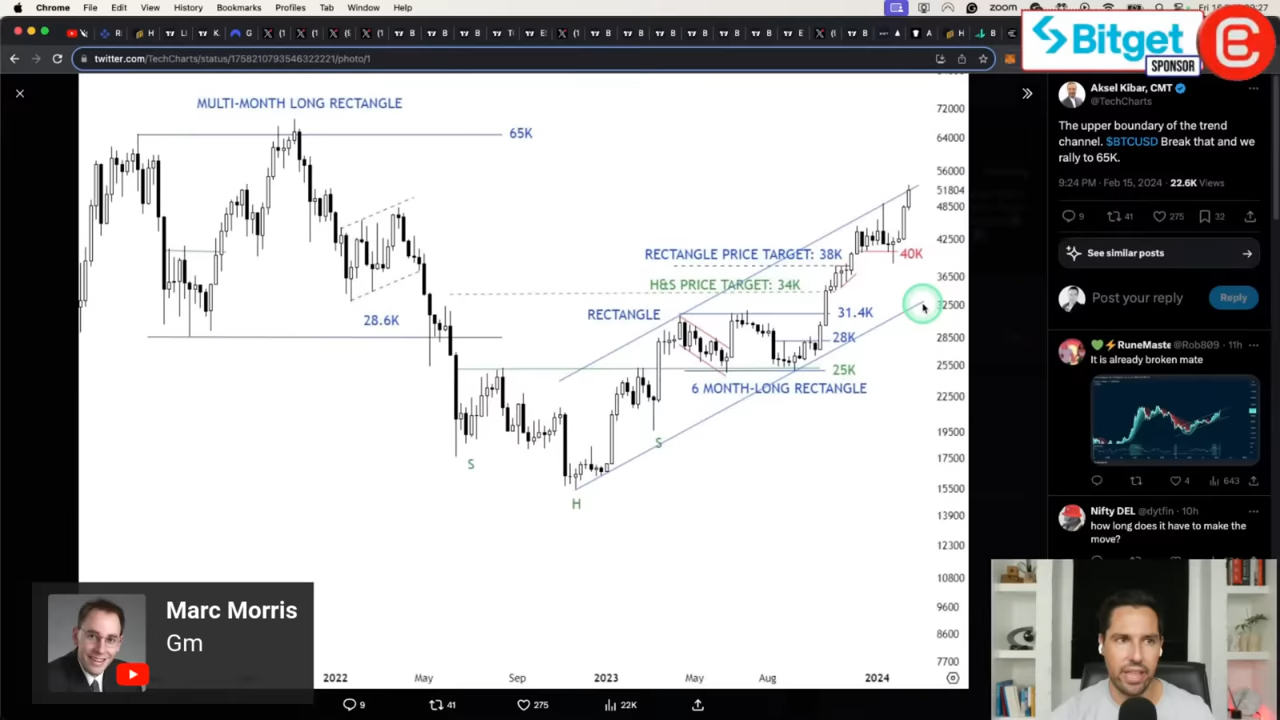 Chrome File Edit View History Bookmarks Profiles Tab Window Help
zoom
twitter.com/TechCharts/status/1758210793546322221/photo/1
Bitget
SPONSOR
MULTI-MONTH LONG RECTANGLE
65K
28.6K
RECTANGLE PRICE TARGET: 38K
40K
H&S PRICE TARGET: 34K
RECTANGLE
31.4K
28K
25K
6 MONTH-LONG RECTANGLE
S
H
S
72000
64000
56000
51804
48500
42500
36500
32500
28500
25500
22500
19500
17500
15500
13900
12300
10800
9600
8600
7700
2022 May Sep 2023 May Aug 2024
9 41 275 22K
Aksel Kibar, CMT
@TechCharts
The upper boundary of the trend
channel. $BTCUSD Break that and we
rally to 65K.
9:24 PM · Feb 15, 2024 · 22.6K Views
9 41 275 32
See similar posts
Post your reply
Reply
RuneMaste @Rob809 · 11h
It is already broken mate
4 643
Nifty DEL @dytfin · 10h
how long does it have to make the
move?
Marc Morris
Gm